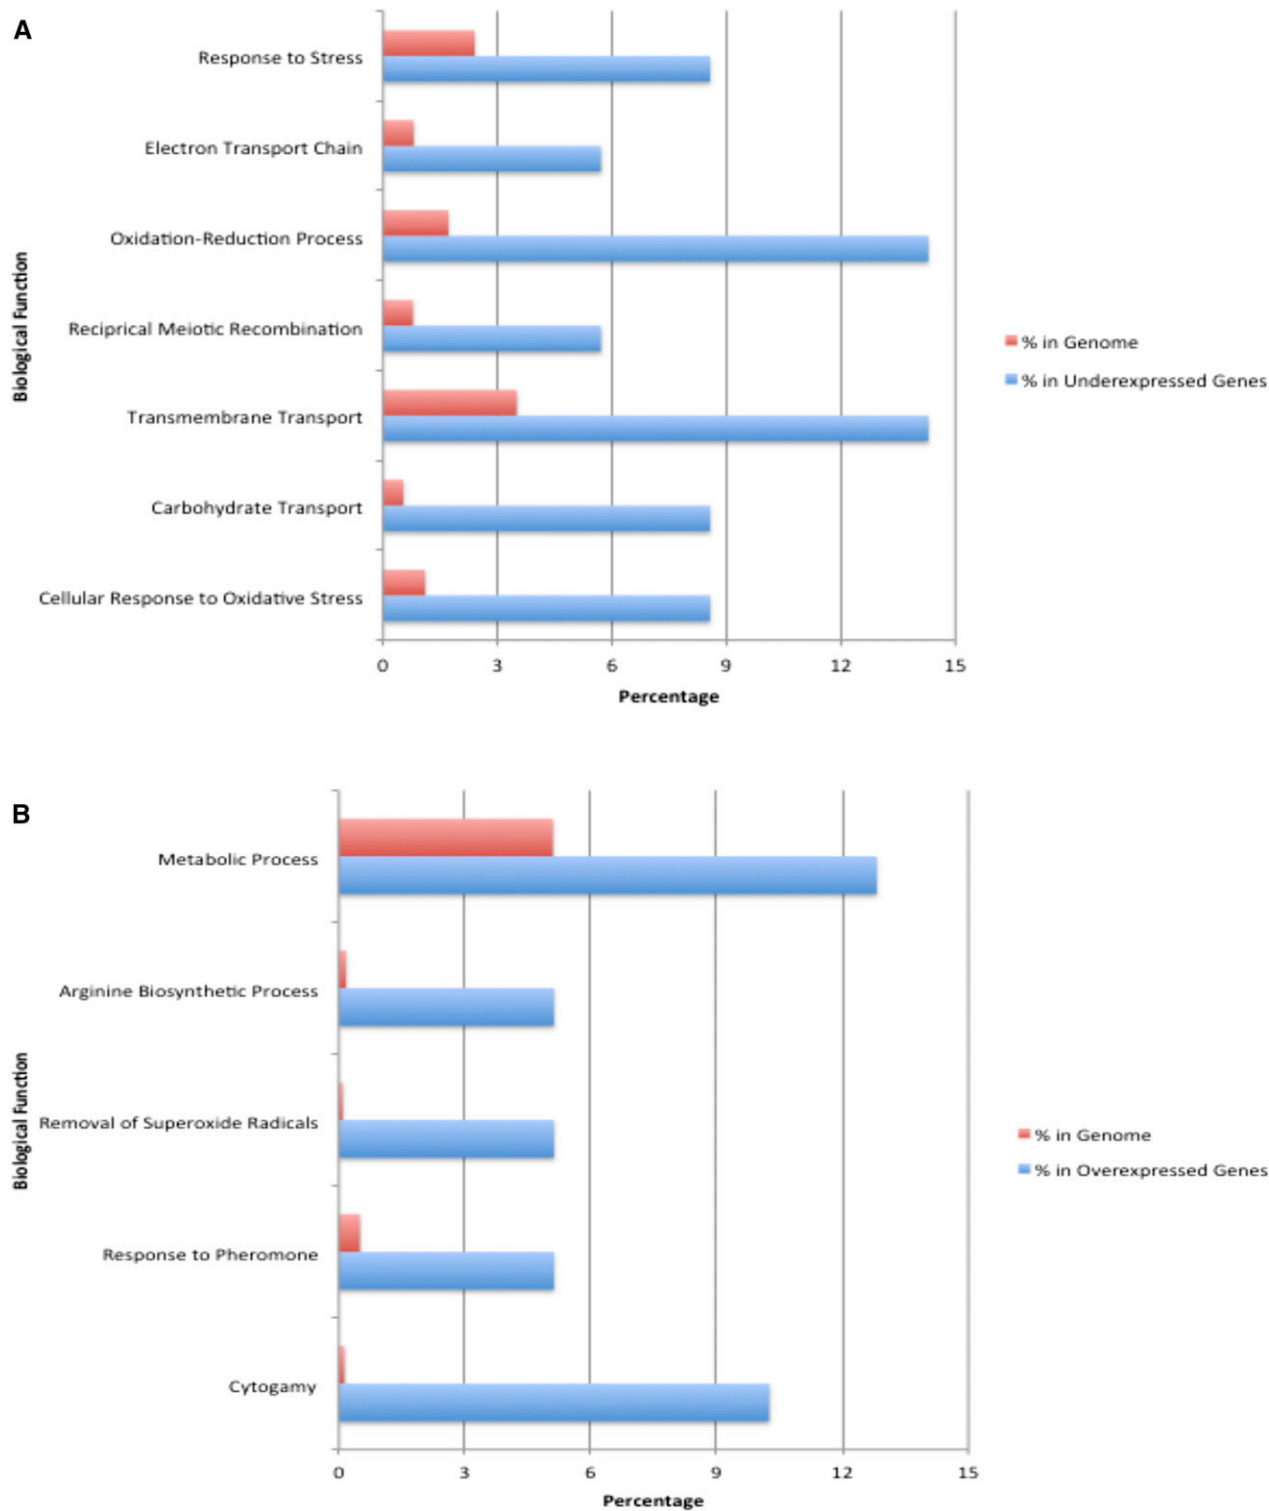 A
Response to Stress
Electron Transport Chain
Oxidation-Reduction Process
Reciprical Meiotic Recombination
Transmembrane Transport
Carbohydrate Transport
Cellular Response to Oxidative Stress
Biological Function
0 3 6 9 12 15
Percentage
% in Genome
% in Underexpressed Genes
B
Metabolic Process
Arginine Biosynthetic Process
Removal of Superoxide Radicals
Response to Pheromone
Cytogamy
Biological Function
0 3 6 9 12 15
Percentage
% in Genome
% in Overexpressed Genes